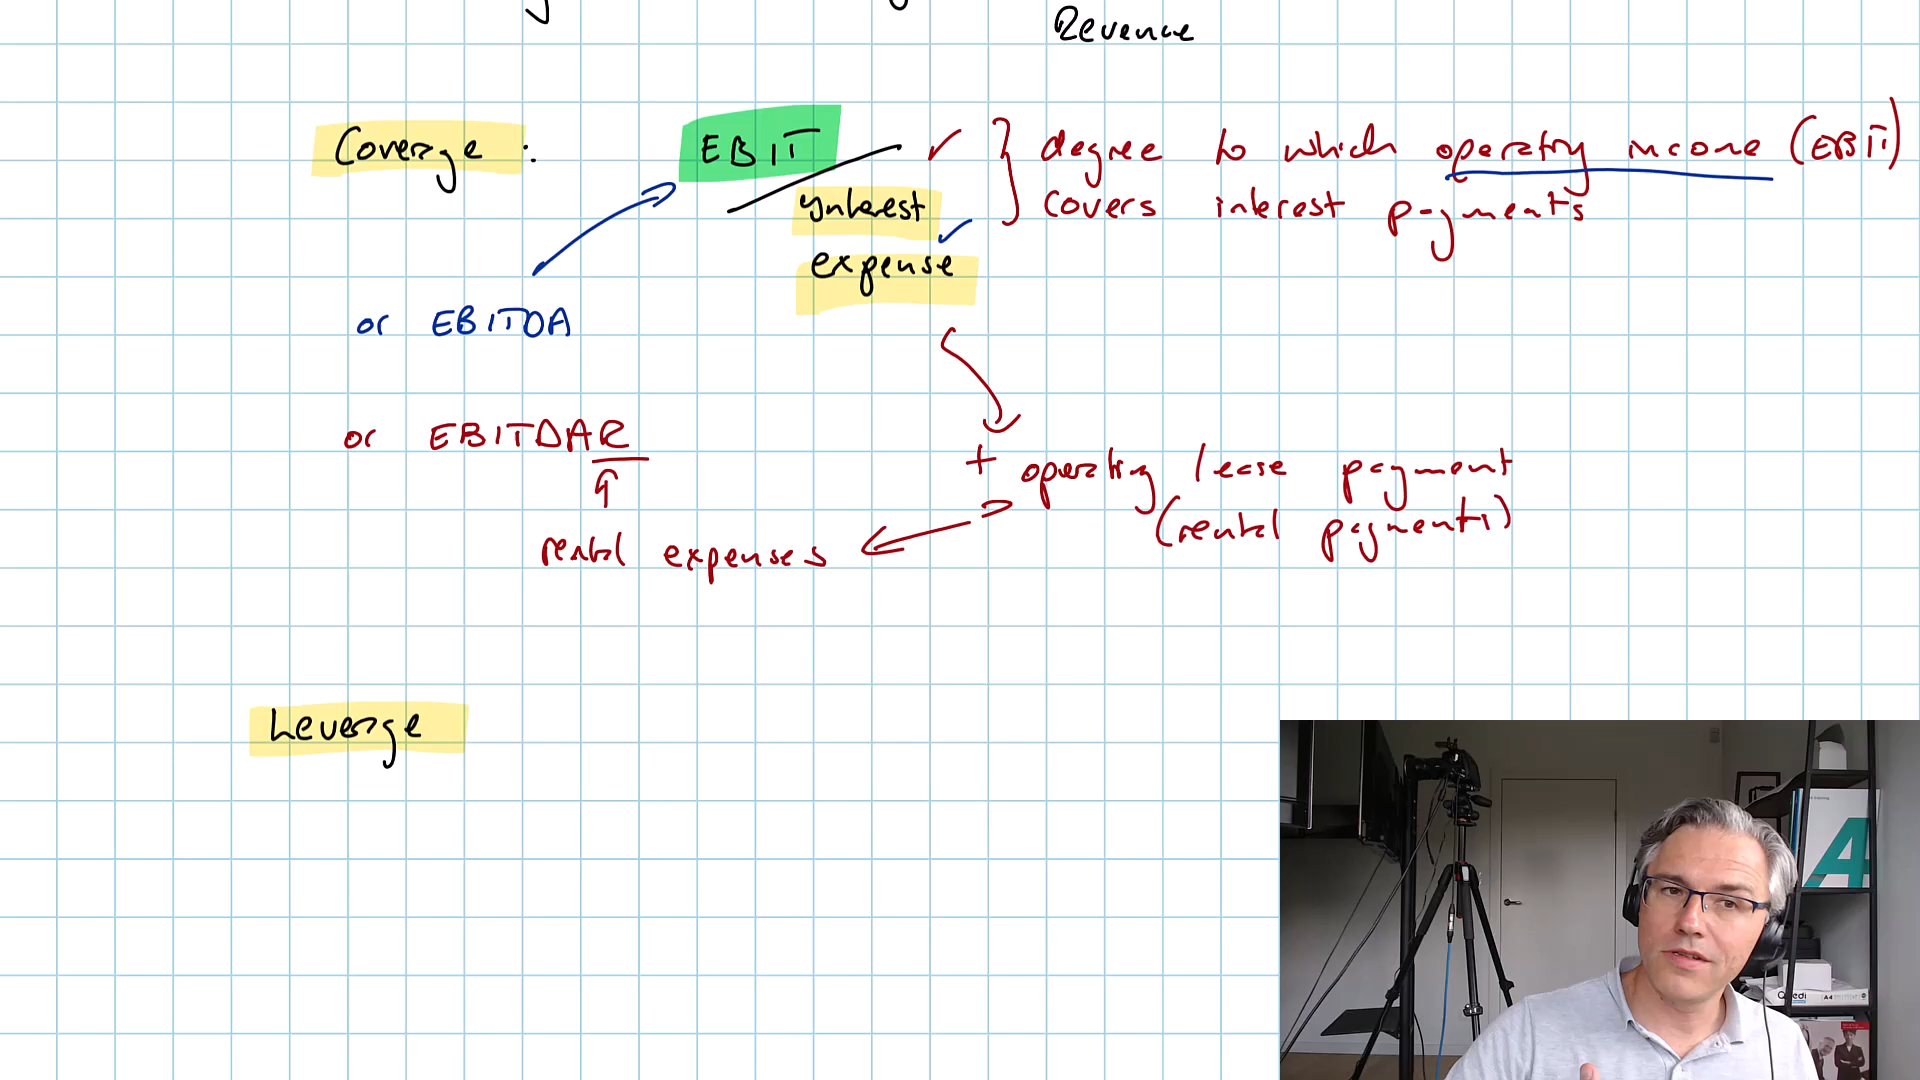 Revenue
Coverage :
EBIT
Interest
expense
degree to which operating income (EBIT)
covers interest payments
or EBITDA
or EBITDAR
rental expenses
+ operating lease payment
(rental payments)
Leverage
A
A4